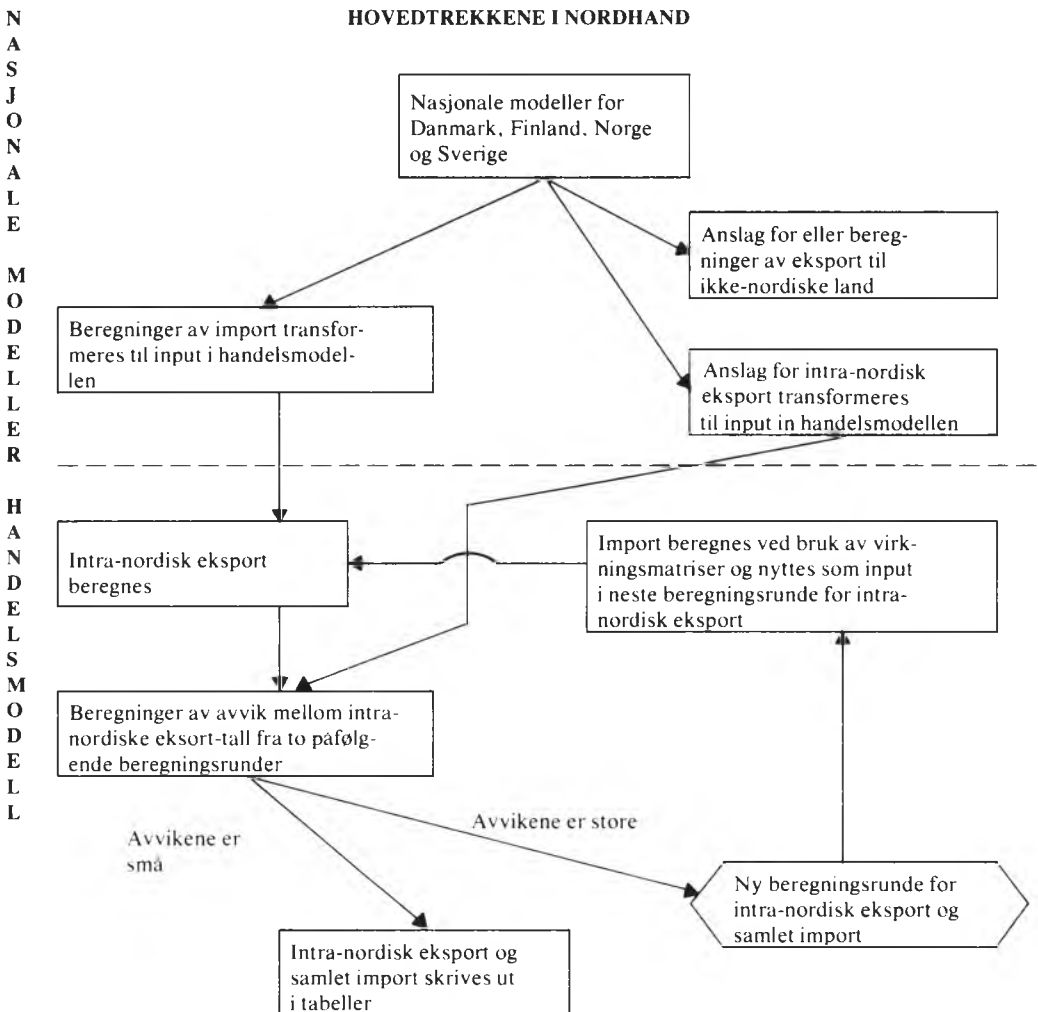 HOVEDTREKKENE I NORDHAND
NASJONALE MODELLER
Nasjonale modeller for
Danmark, Finland, Norge
og Sverige
Anslag for eller bereg-
ninger av eksport til
ikke-nordiske land
Beregninger av import transfor-
meres til input i handelsmodel-
len
Anslag for intra-nordisk
eksport transformeres
til input in handelsmodellen
HANDELSMODELL
Intra-nordisk eksport
beregnes
Import beregnes ved bruk av virk-
ningsmatriser og nyttes som input
i neste beregningsrunde for intra-
nordisk eksport
Beregninger av avvik mellom intra-
nordiske eksort-tall fra to påfølg-
ende beregningsrunder
Avvikene er
små
Avvikene er store
Ny beregningsrunde for
intra-nordisk eksport og
samlet import
Intra-nordisk eksport og
samlet import skrives ut
i tabeller